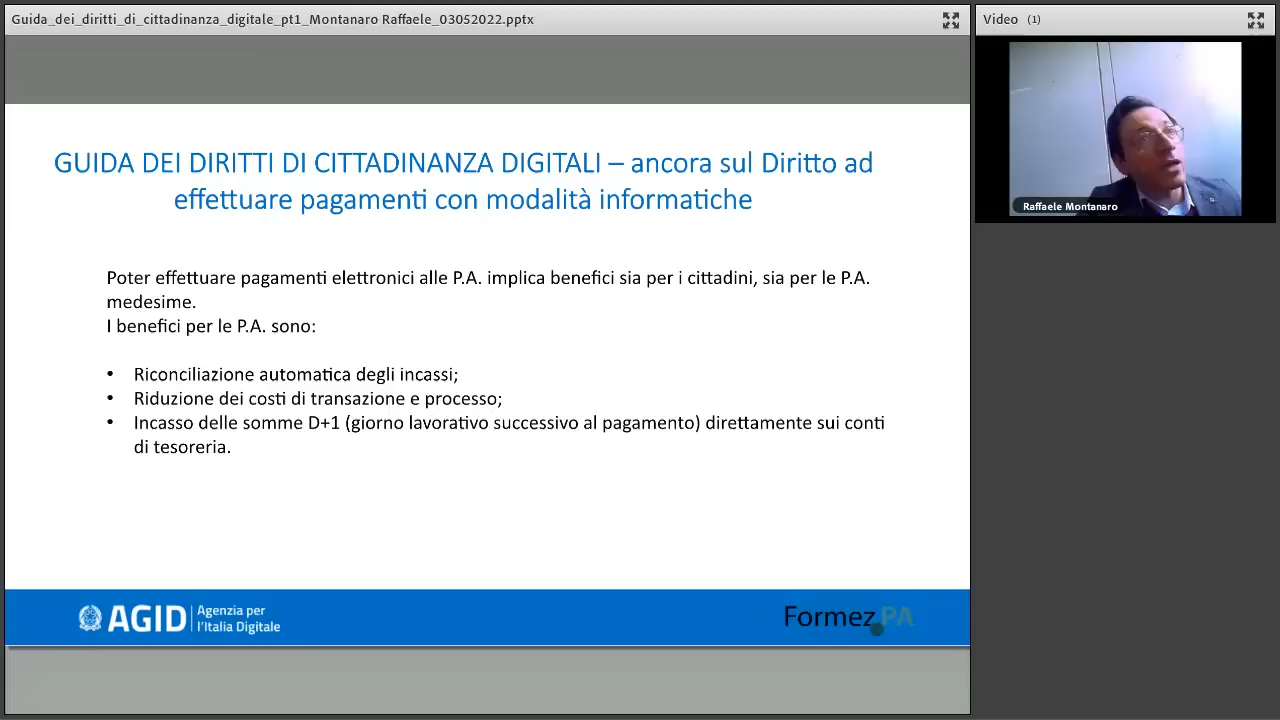 Guida_dei_diritti_di_cittadinanza_digitale_pt1_Montanaro Raffaele_03052022.pptx
Video (1)
Raffaele Montanaro
GUIDA DEI DIRITTI DI CITTADINANZA DIGITALI – ancora sul Diritto ad
effettuare pagamenti con modalità informatiche
Poter effettuare pagamenti elettronici alle P.A. implica benefici sia per i cittadini, sia per le P.A.
medesime.
I benefici per le P.A. sono:
• Riconciliazione automatica degli incassi;
• Riduzione dei costi di transazione e processo;
• Incasso delle somme D+1 (giorno lavorativo successivo al pagamento) direttamente sui conti
di tesoreria.
AGID Agenzia per
l'Italia Digitale
Formez PA